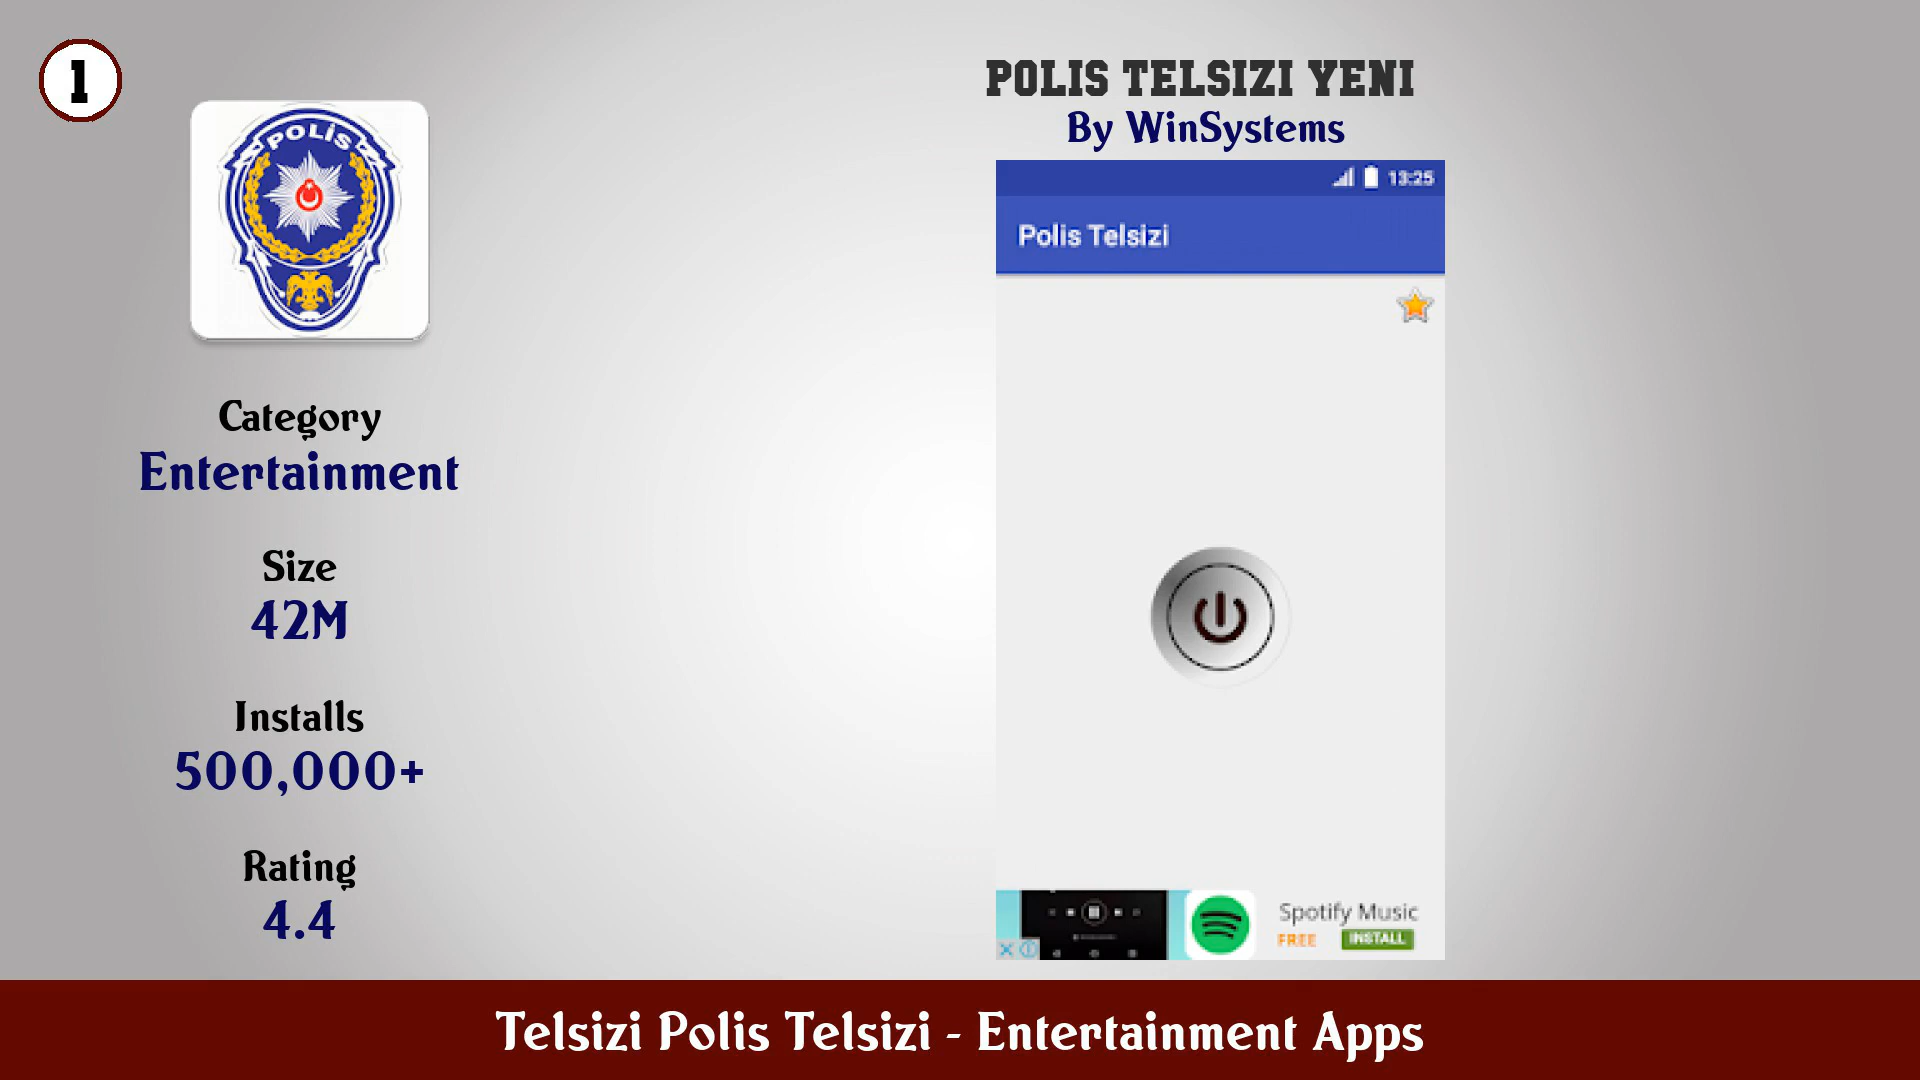 1
POLIS TELSIZI YENI
By WinSystems
POLİS
Category
Entertainment
Size
42M
Installs
500,000+
Rating
4.4
13:25
Polis Telsizi
Spotify Music
FREE INSTALL
Telsizi Polis Telsizi - Entertainment Apps